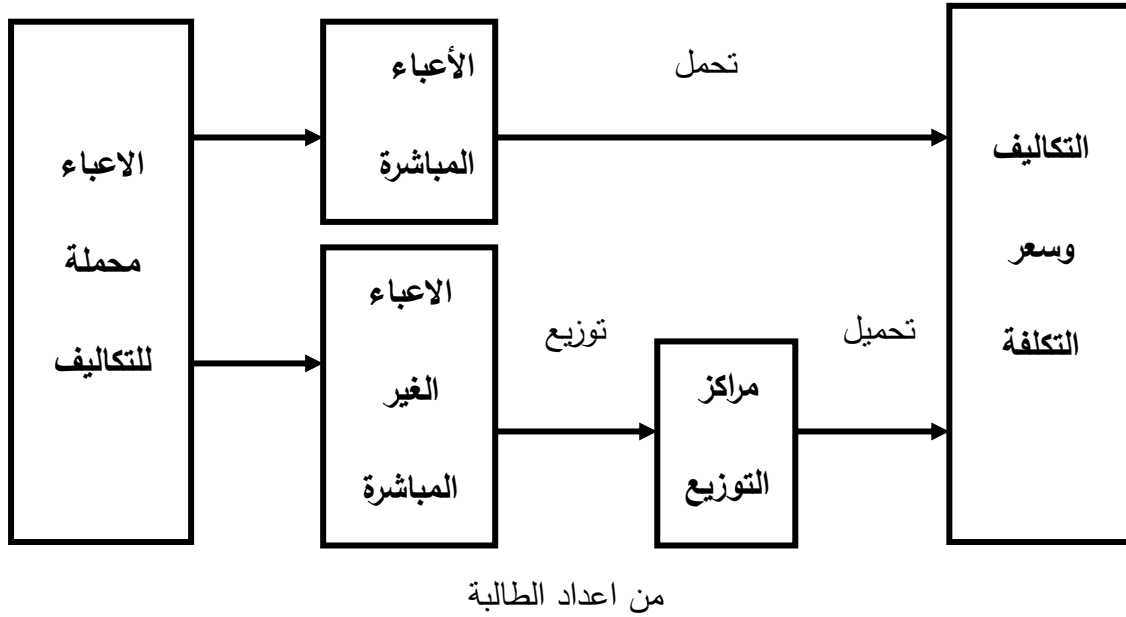 الاعباء
محملة
للتكاليف
الأعباء
المباشرة
تحمل
الاعباء
الغير
المباشرة
توزيع
مراكز
التوزيع
تحميل
التكاليف
وسعر
التكلفة
من اعداد الطالبة